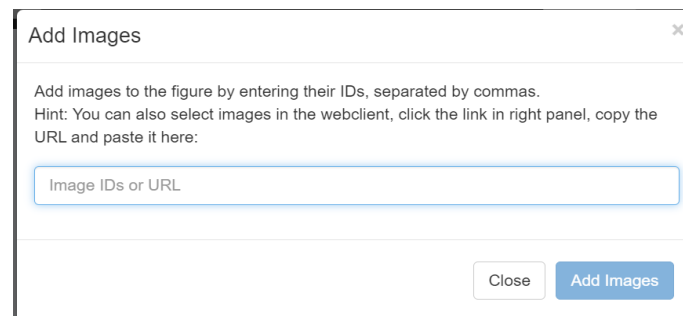 Add Images
×
Add images to the figure by entering their IDs, separated by commas.
Hint: You can also select images in the webclient, click the link in right panel, copy the
URL and paste it here:
Image IDs or URL
Close Add Images